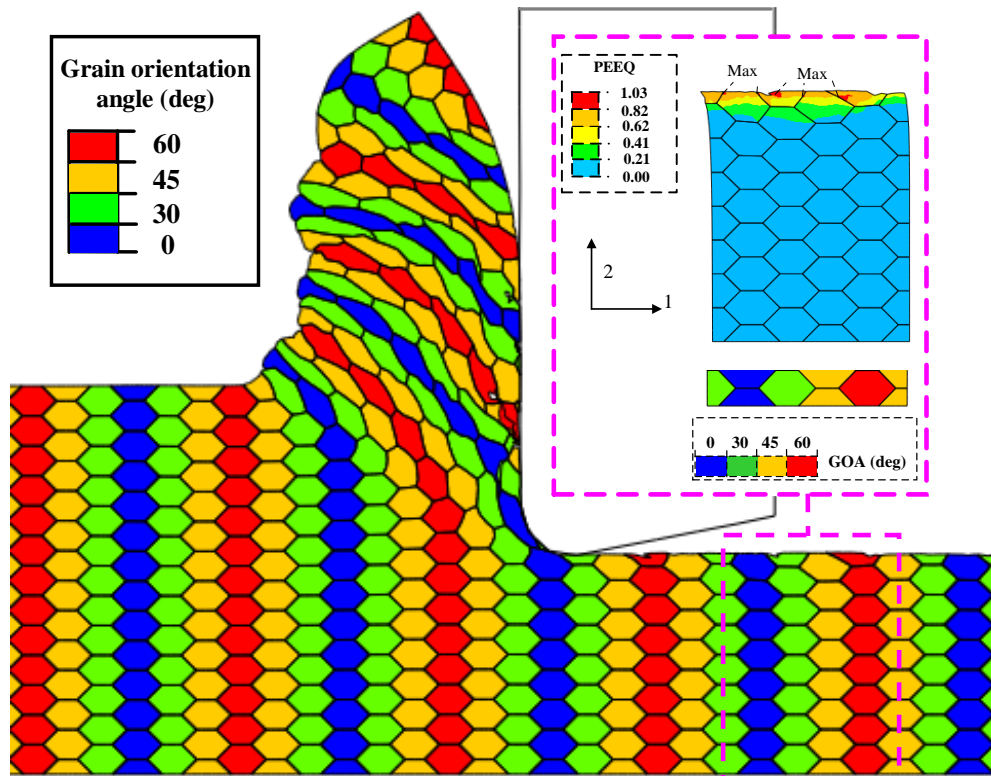 Grain orientation
angle (deg)
60
45
30
0
PEEQ
1.03
0.82
0.62
0.41
0.21
0.00
Max Max
2
1
0 30 45 60
GOA (deg)